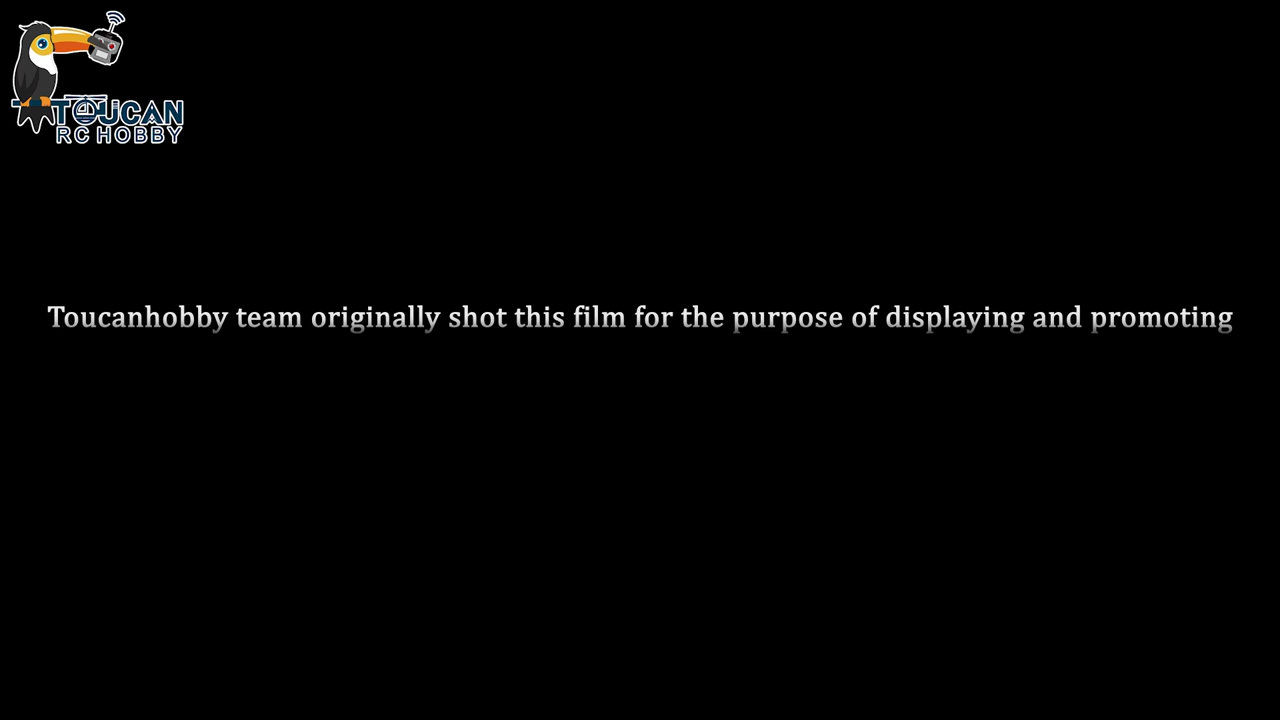 TOUCAN
RC HOBBY
Toucanhobby team originally shot this film for the purpose of displaying and promoting